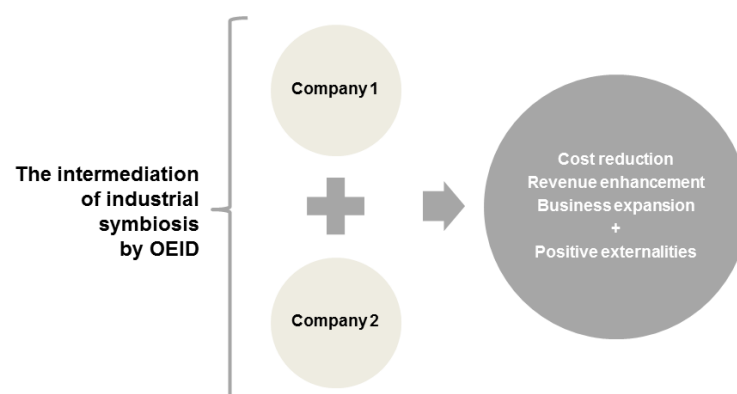 The intermediation
of industrial
symbiosis
by OEID
Company 1
+
Company 2
Cost reduction
Revenue enhancement
Business expansion
+
Positive externalities